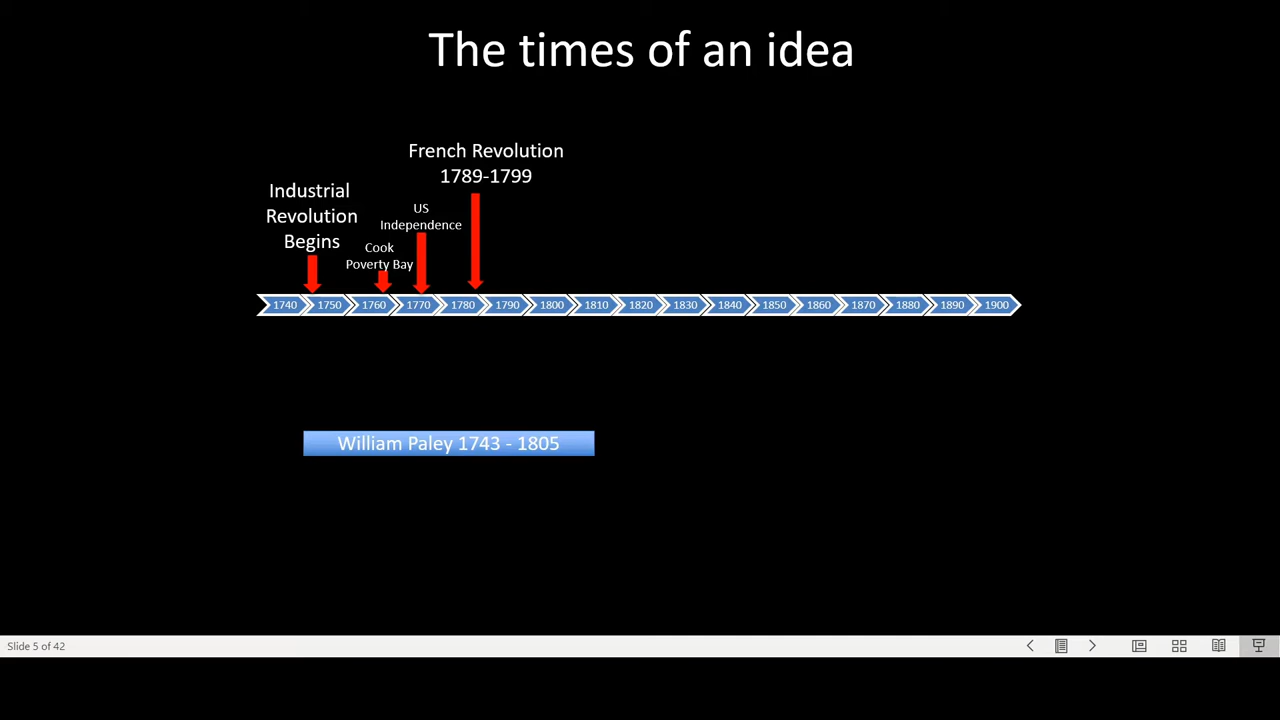 The times of an idea
French Revolution
1789-1799
Industrial
Revolution
Begins
US
Independence
Cook
Poverty Bay
1740 1750 1760 1770 1780 1790 1800 1810 1820 1830 1840 1850 1860 1870 1880 1890 1900
William Paley 1743 - 1805
Slide 5 of 42